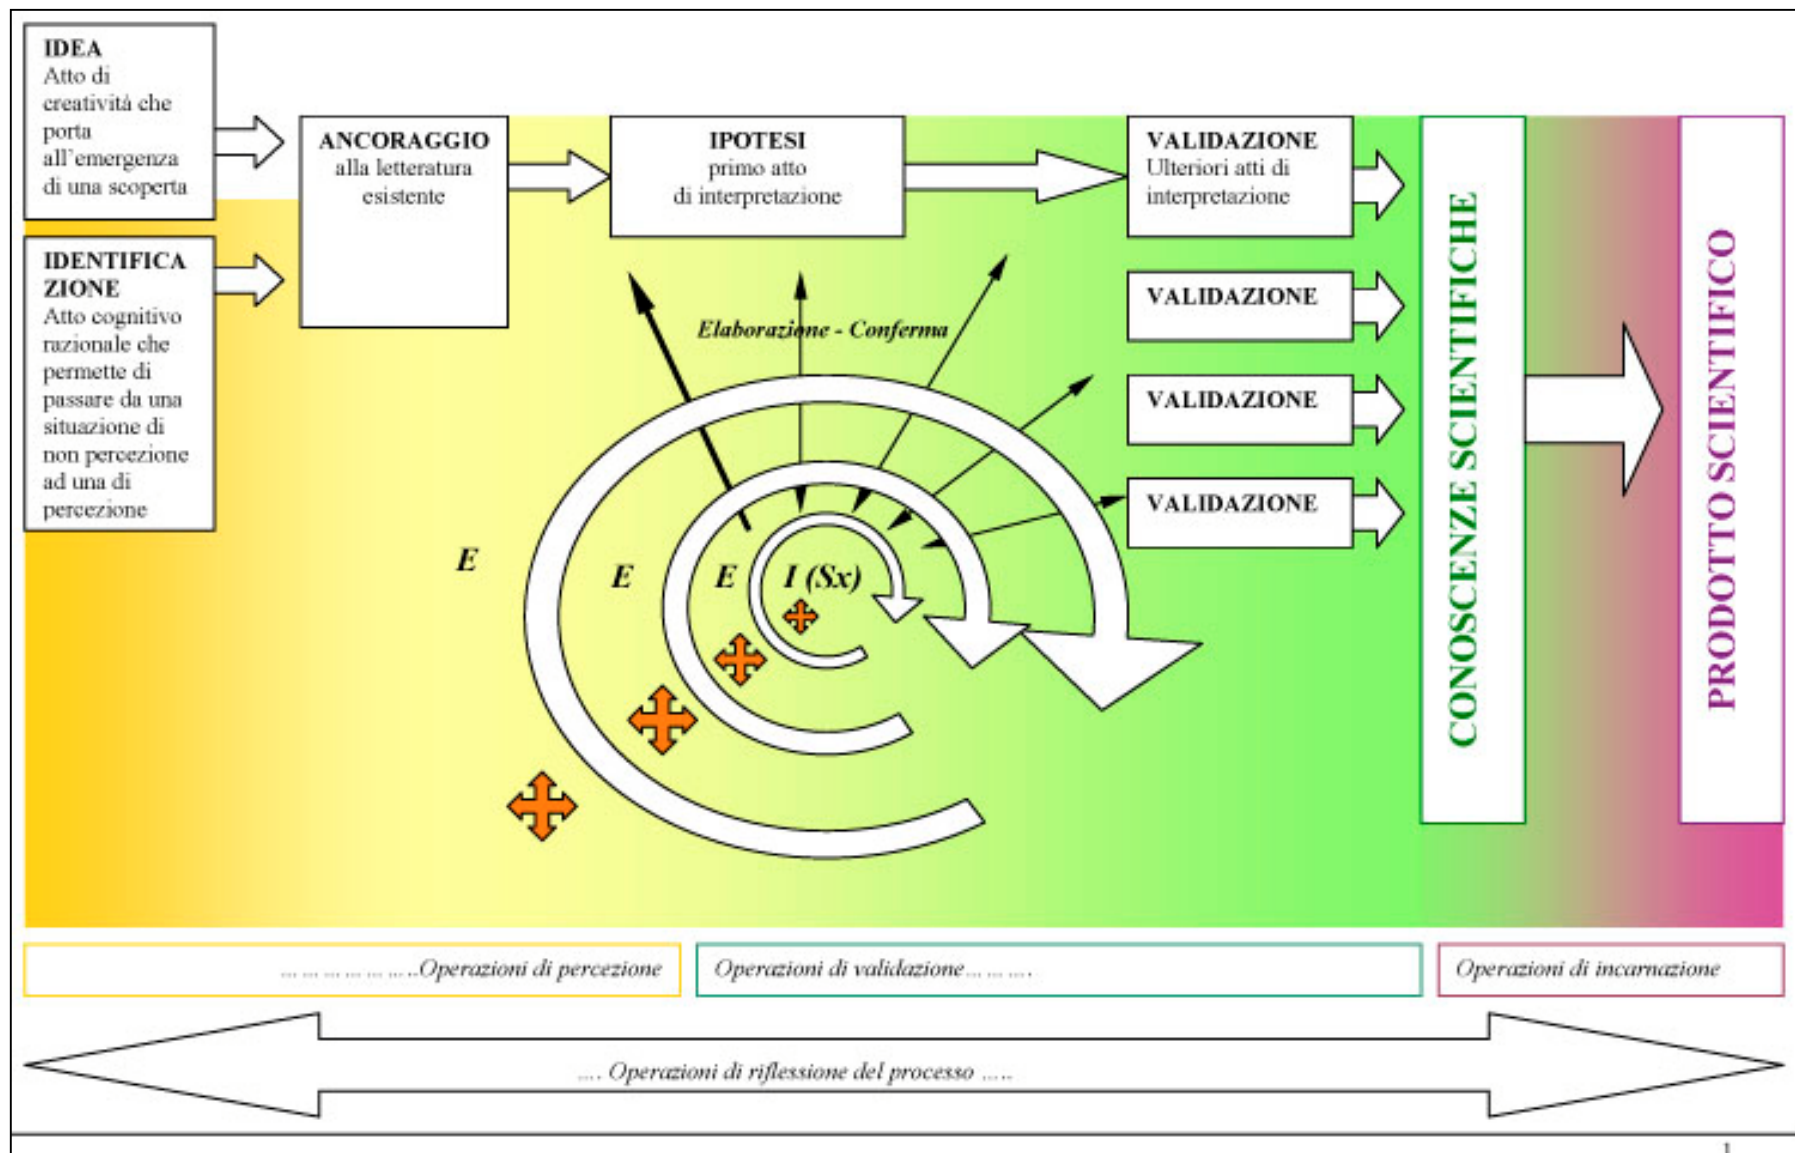 IDEA
Atto di
creatività che
porta
all'emergenza
di una scoperta
IDENTIFICA
ZIONE
Atto cognitivo
razionale che
permette di
passare da una
situazione di
non percezione
ad una di
percezione
ANCORAGGIO
alla letteratura
esistente
IPOTESI
primo atto
di interpretazione
VALIDAZIONE
Ulteriori atti di
interpretazione
VALIDAZIONE
VALIDAZIONE
VALIDAZIONE
Elaborazione - Conferma
E
E
E
I (Sx)
CONOSCENZE SCIENTIFICHE
PRODOTTO SCIENTIFICO
… … … … … …..Operazioni di percezione
Operazioni di validazione… … ….
Operazioni di incarnazione
…. Operazioni di riflessione del processo …..
1